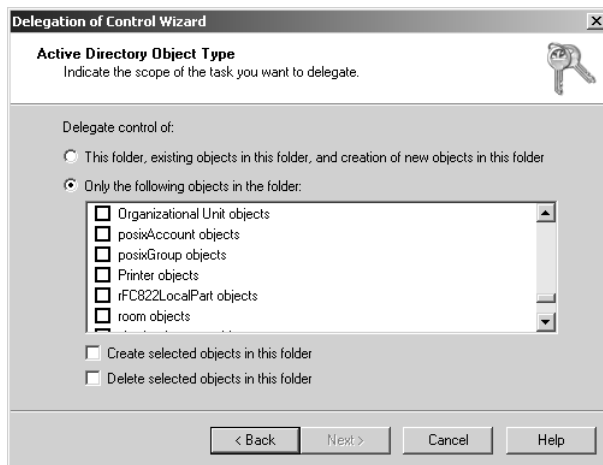 Delegation of Control Wizard
Active Directory Object Type
Indicate the scope of the task you want to delegate.
Delegate control of:
This folder, existing objects in this folder, and creation of new objects in this folder
Only the following objects in the folder:
Organizational Unit objects
posixAccount objects
posixGroup objects
Printer objects
rFC822LocalPart objects
room objects
Create selected objects in this folder
Delete selected objects in this folder
< Back
Next >
Cancel
Help